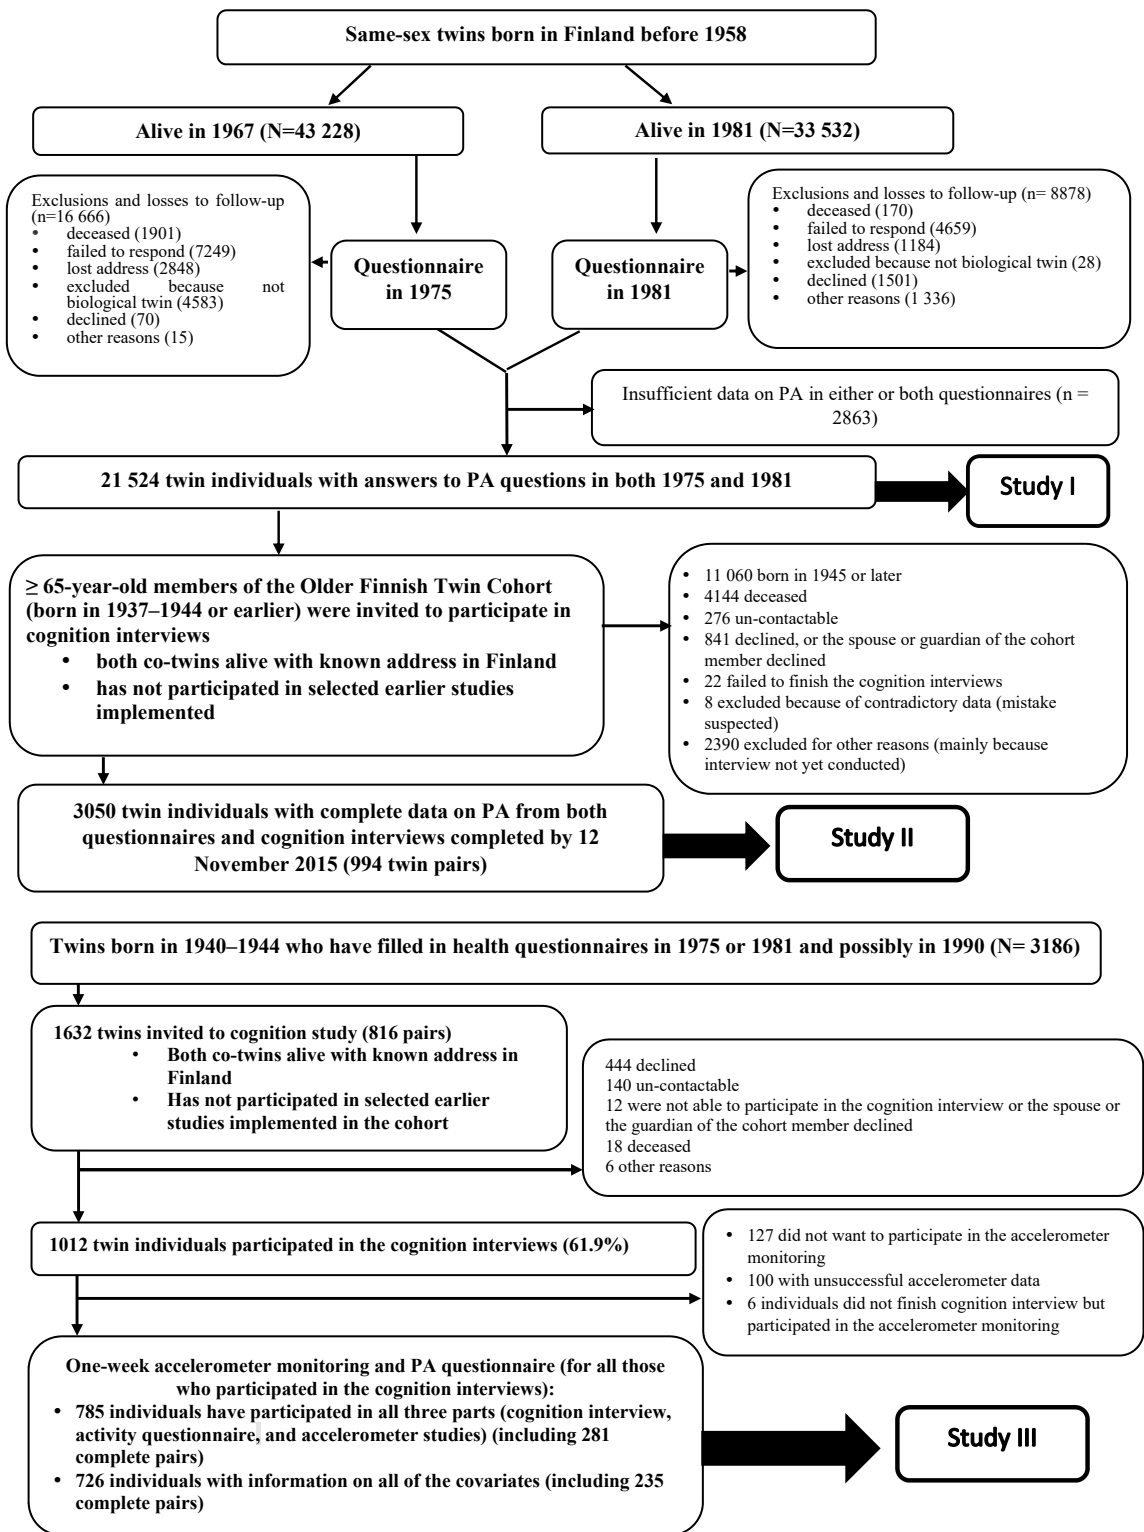 Same-sex twins born in Finland before 1958
Alive in 1967 (N=43 228)
Alive in 1981 (N=33 532)
Exclusions and losses to follow-up
(n=16 666)
• deceased (1901)
• failed to respond (7249)
• lost address (2848)
• excluded because not
biological twin (4583)
• declined (70)
• other reasons (15)
Questionnaire
in 1975
Questionnaire
in 1981
Exclusions and losses to follow-up (n= 8878)
• deceased (170)
• failed to respond (4659)
• lost address (1184)
• excluded because not biological twin (28)
• declined (1501)
• other reasons (1 336)
Insufficient data on PA in either or both questionnaires (n =
2863)
21 524 twin individuals with answers to PA questions in both 1975 and 1981
Study I
≥ 65-year-old members of the Older Finnish Twin Cohort
(born in 1937–1944 or earlier) were invited to participate in
cognition interviews
• both co-twins alive with known address in Finland
• has not participated in selected earlier studies
implemented
• 11 060 born in 1945 or later
• 4144 deceased
• 276 un-contactable
• 841 declined, or the spouse or guardian of the cohort
member declined
• 22 failed to finish the cognition interviews
• 8 excluded because of contradictory data (mistake
suspected)
• 2390 excluded for other reasons (mainly because
interview not yet conducted)
3050 twin individuals with complete data on PA from both
questionnaires and cognition interviews completed by 12
November 2015 (994 twin pairs)
Study II
Twins born in 1940–1944 who have filled in health questionnaires in 1975 or 1981 and possibly in 1990 (N= 3186)
1632 twins invited to cognition study (816 pairs)
• Both co-twins alive with known address in
Finland
• Has not participated in selected earlier
studies implemented in the cohort
444 declined
140 un-contactable
12 were not able to participate in the cognition interview or the spouse or
the guardian of the cohort member declined
18 deceased
6 other reasons
1012 twin individuals participated in the cognition interviews (61.9%)
• 127 did not want to participate in the accelerometer
monitoring
• 100 with unsuccessful accelerometer data
• 6 individuals did not finish cognition interview but
participated in the accelerometer monitoring
One-week accelerometer monitoring and PA questionnaire (for all those
who participated in the cognition interviews):
• 785 individuals have participated in all three parts (cognition interview,
activity questionnaire, and accelerometer studies) (including 281
complete pairs)
• 726 individuals with information on all of the covariates (including 235
complete pairs)
Study III